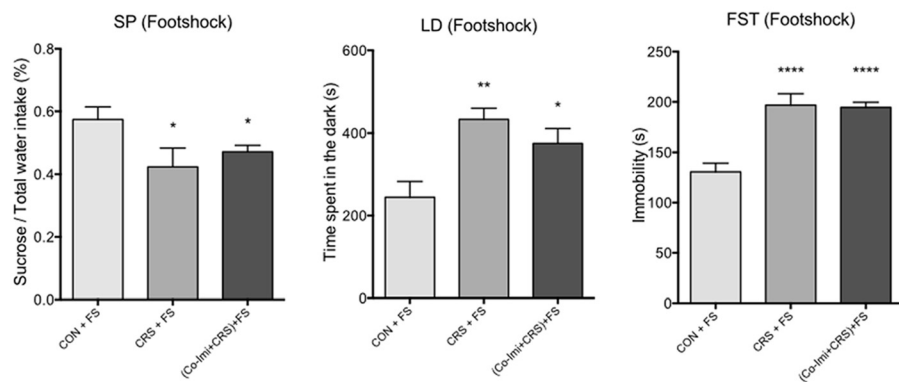 SP (Footshock)
Sucrose / Total water intake (%)
0.8
0.6
0.4
0.2
0.0
*
*
CON + FS
CRS + FS
(Co-Imi+CRS)+FS
LD (Footshock)
Time spent in the dark (s)
600
400
200
0
**
*
CON + FS
CRS + FS
(Co-Imi+CRS)+FS
FST (Footshock)
Immobility (s)
250
200
150
100
50
0
****
****
CON + FS
CRS + FS
(Co-Imi+CRS)+FS